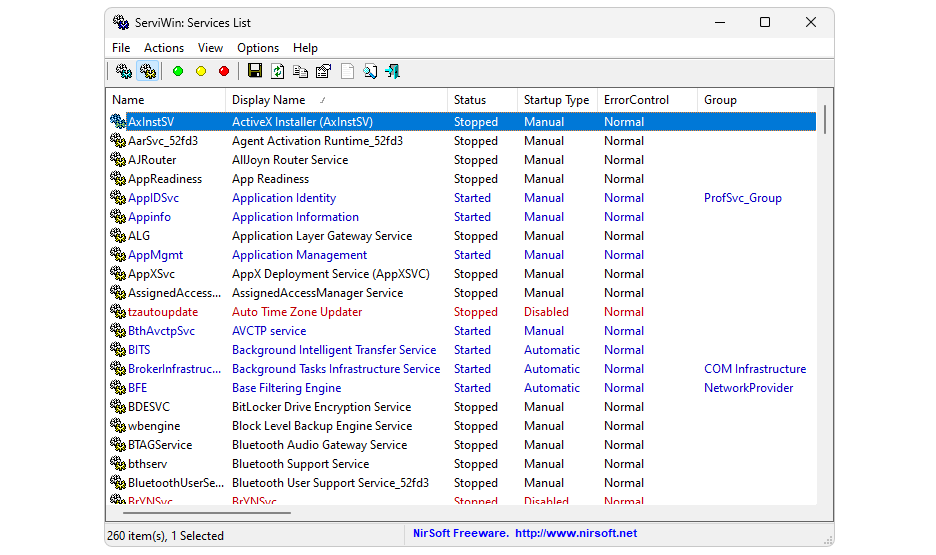 ServiWin: Services List
File Actions View Options Help
Name Display Name Status Startup Type ErrorControl Group
AxInstSV ActiveX Installer (AxInstSV) Stopped Manual Normal
AarSvc_52fd3 Agent Activation Runtime_52fd3 Stopped Manual Normal
AJRouter AllJoyn Router Service Stopped Manual Normal
AppReadiness App Readiness Stopped Manual Normal
AppIDSvc Application Identity Started Manual Normal ProfSvc_Group
Appinfo Application Information Started Manual Normal
ALG Application Layer Gateway Service Stopped Manual Normal
AppMgmt Application Management Started Manual Normal
AppXSvc AppX Deployment Service (AppXSVC) Stopped Manual Normal
AssignedAccess... AssignedAccessManager Service Stopped Manual Normal
tzautoupdate Auto Time Zone Updater Stopped Disabled Normal
BthAvctpSvc AVCTP service Started Manual Normal
BITS Background Intelligent Transfer Service Started Automatic Normal
BrokerInfrastruc... Background Tasks Infrastructure Service Started Automatic Normal COM Infrastructure
BFE Base Filtering Engine Started Automatic Normal NetworkProvider
BDESVC BitLocker Drive Encryption Service Stopped Manual Normal
wbengine Block Level Backup Engine Service Stopped Manual Normal
BTAGService Bluetooth Audio Gateway Service Stopped Manual Normal
bthserv Bluetooth Support Service Stopped Manual Normal
BluetoothUserSe... Bluetooth User Support Service_52fd3 Stopped Manual Normal
BrYNSvc BrYNSvc Stopped Disabled Normal
260 item(s), 1 Selected NirSoft Freeware. http://www.nirsoft.net